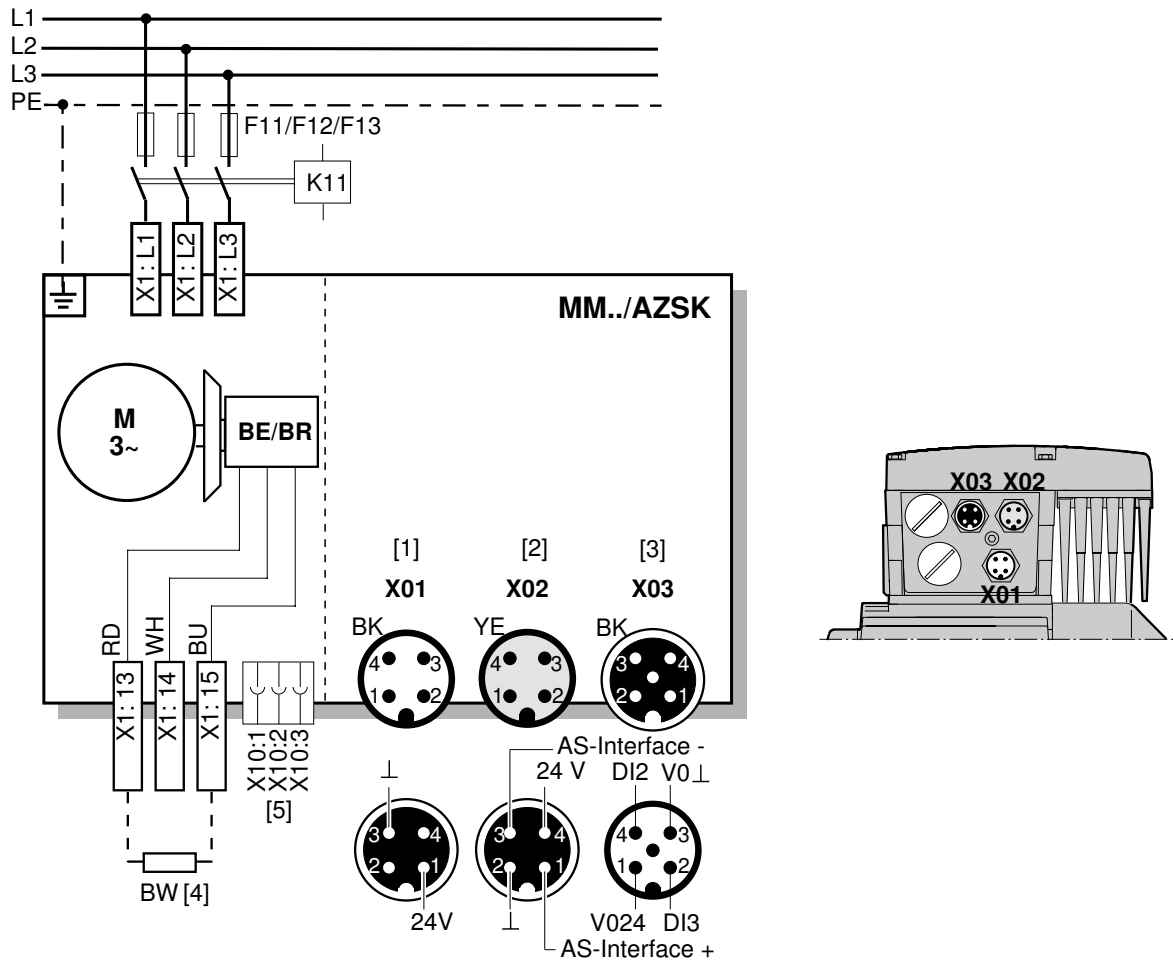 L1
L2
L3
PE
F11/F12/F13
K11
X1: L1
X1: L2
X1: L3
MM../AZSK
M
3~
BE/BR
X03 X02
X01
[1] [2] [3]
X01 X02 X03
RD
WH
BU
BK YE BK
4 3 4 3 3 4
1 2 1 2 2 1
X1: 13
X1: 14
X1: 15
X10:1
X10:2
X10:3
[5]
AS-Interface -
⊥ 24 V DI2 V0⊥
3 4 3 4 4 3
2 1 2 1 1 2
BW [4]
24V ⊥ V024 DI3
AS-Interface +